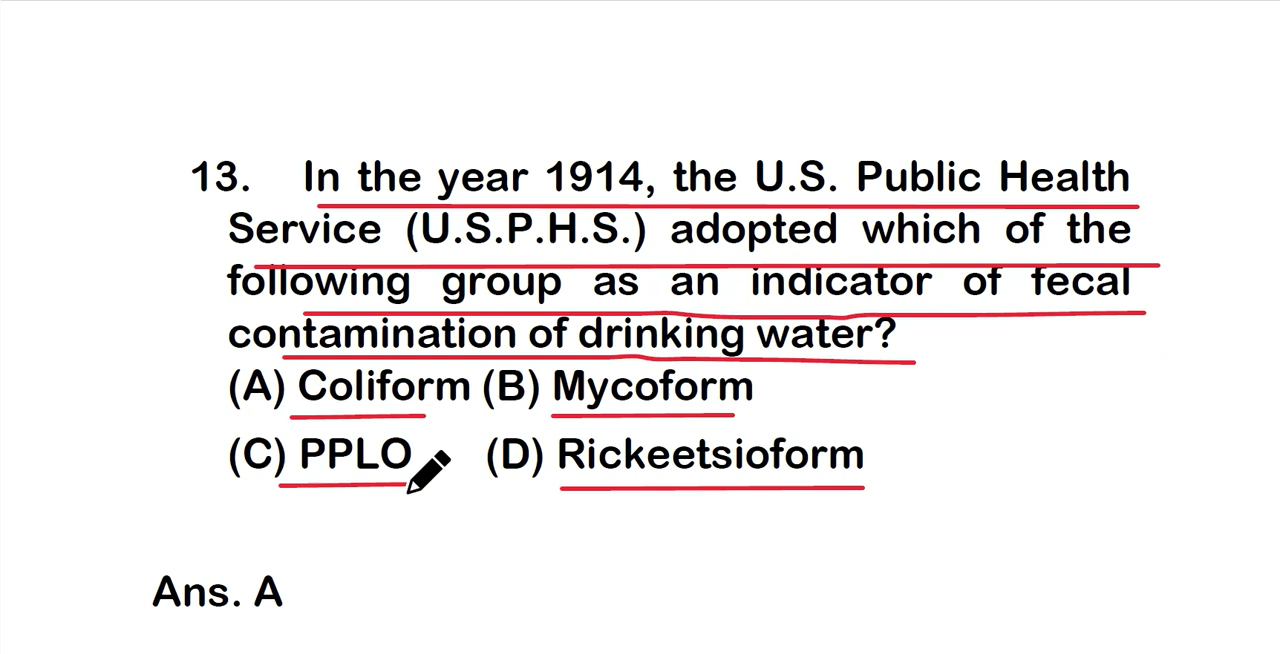 13. In the year 1914, the U.S. Public Health
Service (U.S.P.H.S.) adopted which of the
following group as an indicator of fecal
contamination of drinking water?
(A) Coliform (B) Mycoform
(C) PPLO (D) Rickeetsioform
Ans. A